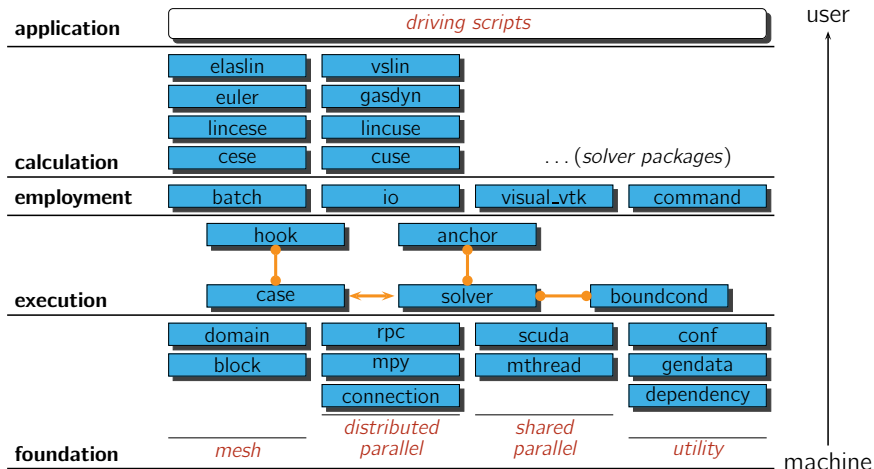 user
application
driving scripts
elaslin
vslin
euler
gasdyn
lincese
lincuse
calculation
cese
cuse
. . . (solver packages)
employment
batch
io
visual_vtk
command
hook
anchor
execution
case
solver
boundcond
domain
rpc
scuda
conf
block
mpy
mthread
gendata
connection
dependency
foundation
mesh
distributed
parallel
shared
parallel
utility
machine